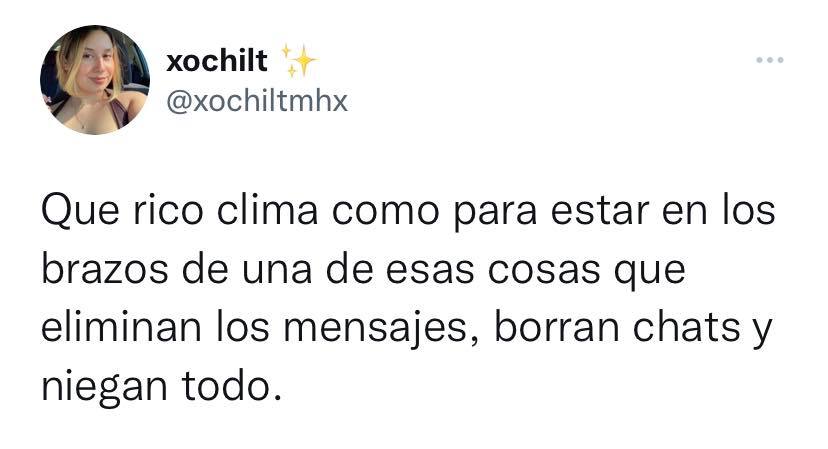 xochilt ✨
@xochiltmhx
Que rico clima como para estar en los
brazos de una de esas cosas que
eliminan los mensajes, borran chats y
niegan todo.